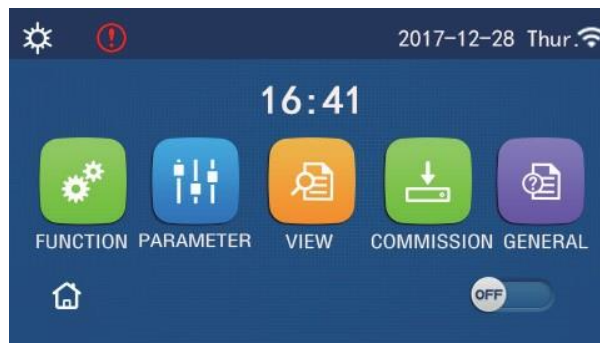 2017-12-28 Thur.
16:41
FUNCTION PARAMETER VIEW COMMISSION GENERAL
OFF